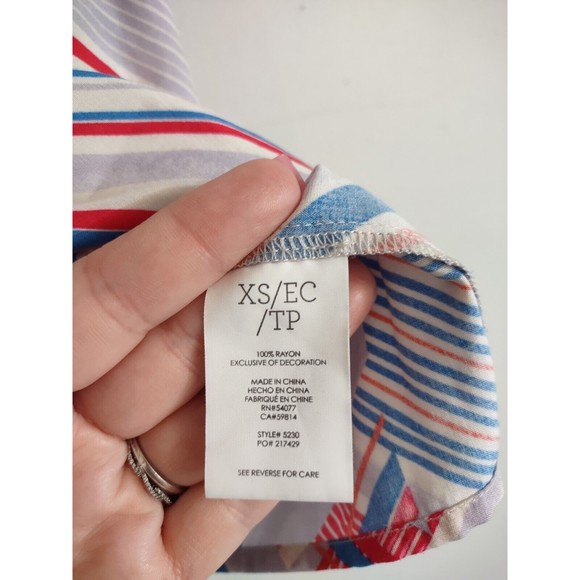 XS/EC
/TP
100% RAYON
EXCLUSIVE OF DECORATION
MADE IN CHINA
HECHO EN CHINA
FABRIQUÉ EN CHINE
RN#54077
CA#59814
STYLE# 5230
PO# 217429
SEE REVERSE FOR CARE